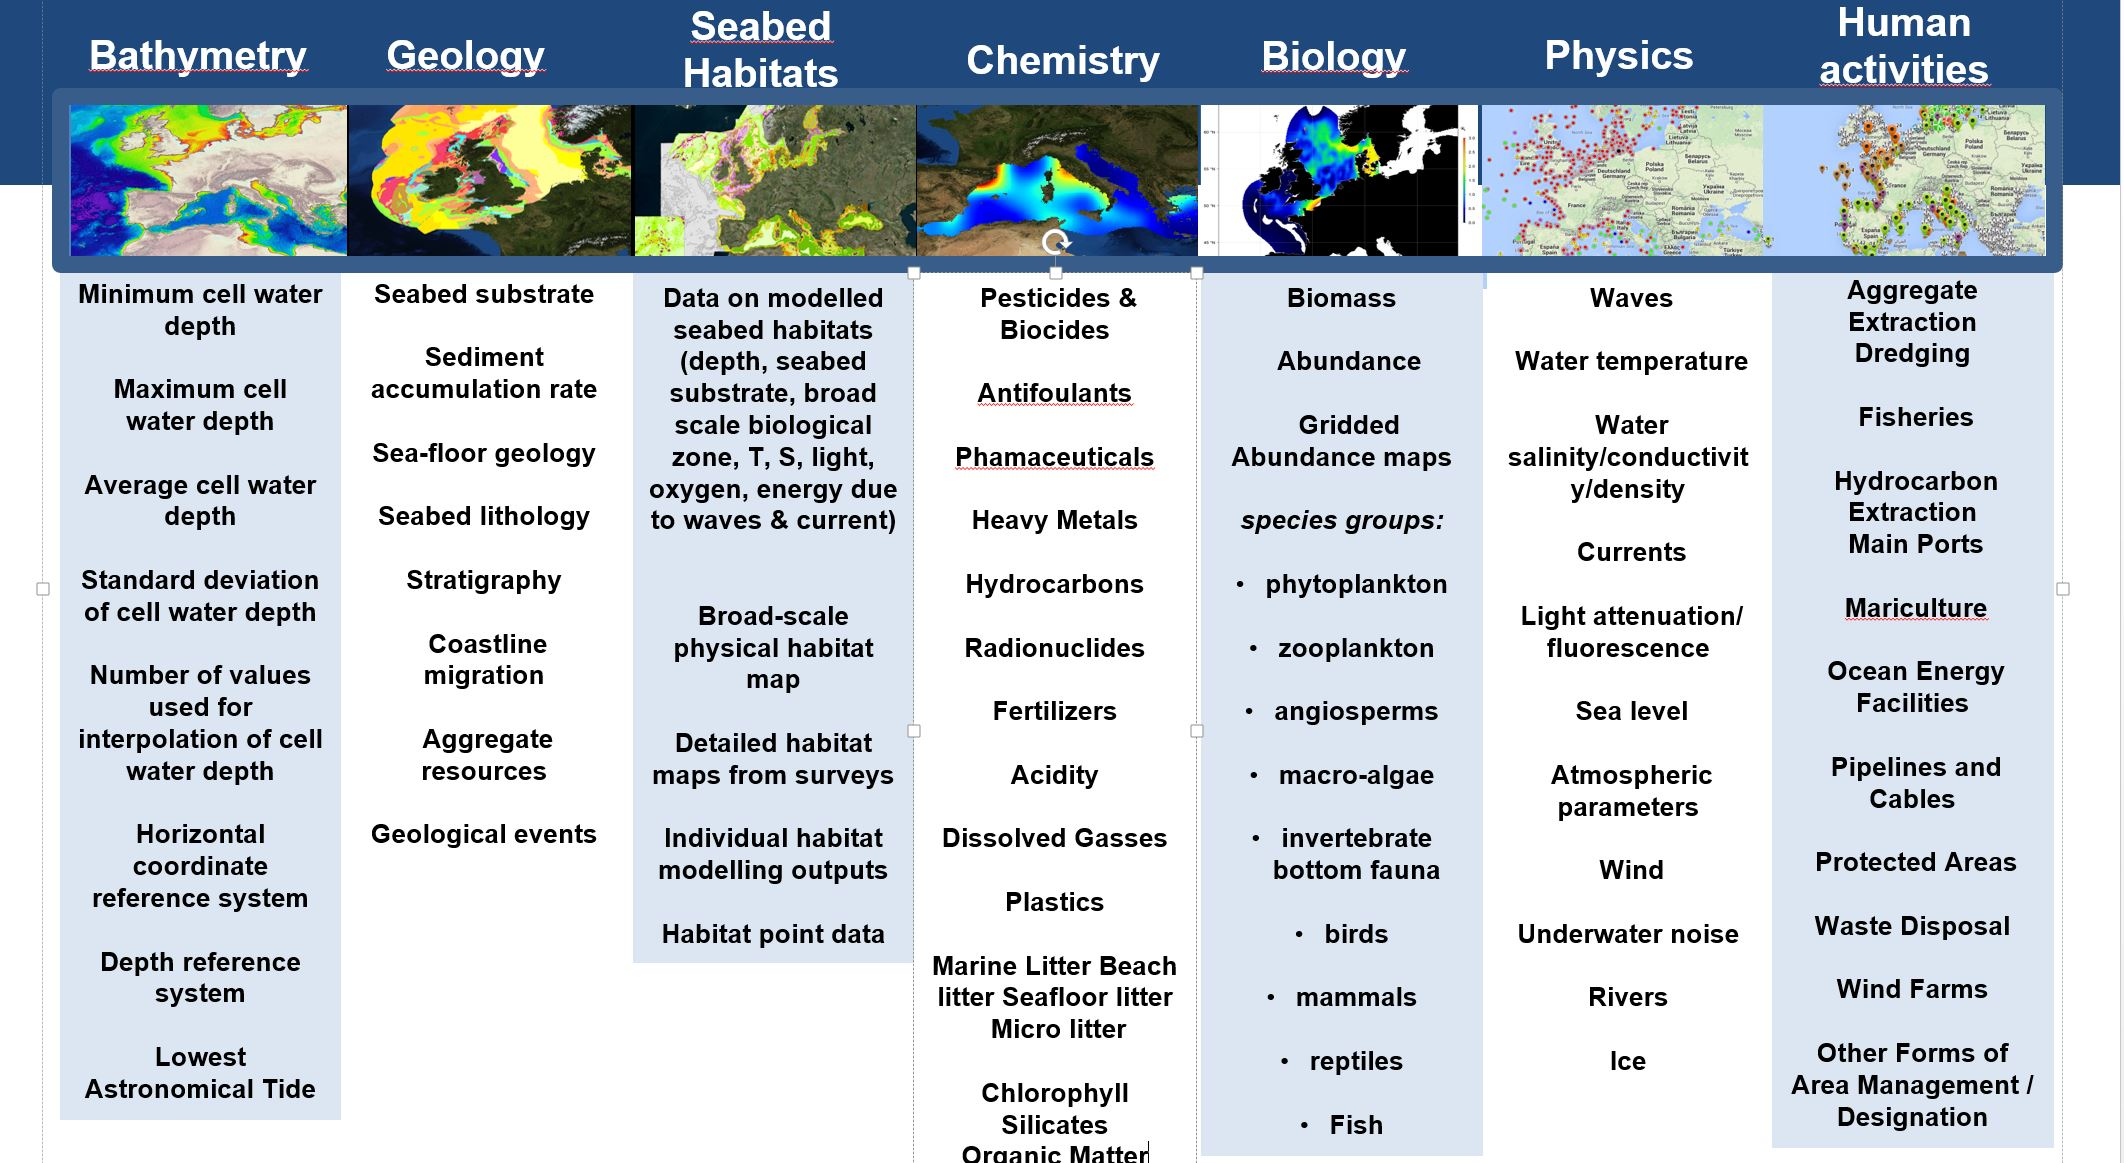 Bathymetry
Geology
Seabed
Habitats
Chemistry
Biology
Physics
Human
activities
Minimum cell water
depth
Maximum cell
water depth
Average cell water
depth
Standard deviation
of cell water depth
Number of values
used for
interpolation of cell
water depth
Horizontal
coordinate
reference system
Depth reference
system
Lowest
Astronomical Tide
Seabed substrate
Sediment
accumulation rate
Sea-floor geology
Seabed lithology
Stratigraphy
Coastline
migration
Aggregate
resources
Geological events
Data on modelled
seabed habitats
(depth, seabed
substrate, broad
scale biological
zone, T, S, light,
oxygen, energy due
to waves & current)
Broad-scale
physical habitat
map
Detailed habitat
maps from surveys
Individual habitat
modelling outputs
Habitat point data
Pesticides &
Biocides
Antifoulants
Phamaceuticals
Heavy Metals
Hydrocarbons
Radionuclides
Fertilizers
Acidity
Dissolved Gasses
Plastics
Marine Litter Beach
litter Seafloor litter
Micro litter
Chlorophyll
Silicates
Organic Matter
Biomass
Abundance
Gridded
Abundance maps
species groups:
• phytoplankton
• zooplankton
• angiosperms
• macro-algae
• invertebrate
bottom fauna
• birds
• mammals
• reptiles
• Fish
Waves
Water temperature
Water
salinity/conductivit
y/density
Currents
Light attenuation/
fluorescence
Sea level
Atmospheric
parameters
Wind
Underwater noise
Rivers
Ice
Aggregate
Extraction
Dredging
Fisheries
Hydrocarbon
Extraction
Main Ports
Mariculture
Ocean Energy
Facilities
Pipelines and
Cables
Protected Areas
Waste Disposal
Wind Farms
Other Forms of
Area Management /
Designation